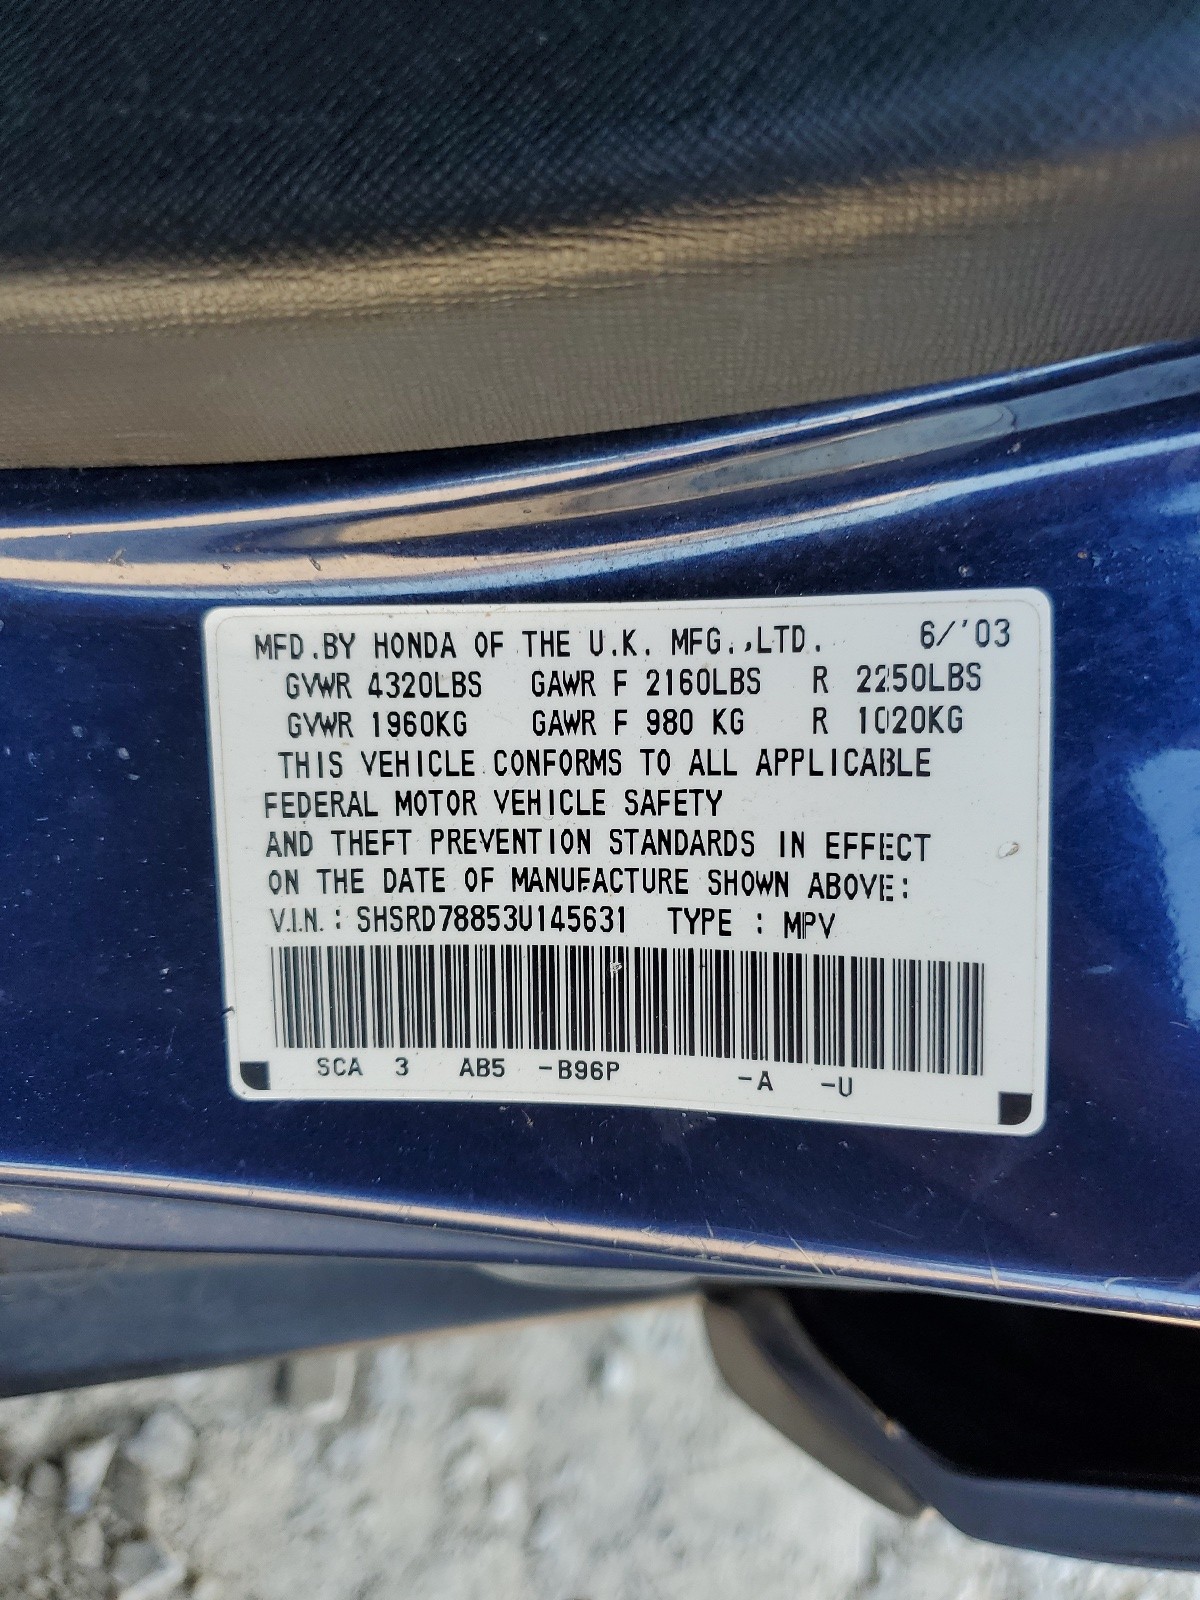 MFD.BY HONDA OF THE U.K. MFG.,LTD. 6/'03
GVWR 4320LBS GAWR F 2160LBS R 2250LBS
GVWR 1960KG GAWR F 980 KG R 1020KG
THIS VEHICLE CONFORMS TO ALL APPLICABLE
FEDERAL MOTOR VEHICLE SAFETY
AND THEFT PREVENTION STANDARDS IN EFFECT
ON THE DATE OF MANUFACTURE SHOWN ABOVE:
V.I.N.: SHSRD78853U145631 TYPE : MPV
SCA 3 AB5 -B96P -A -U